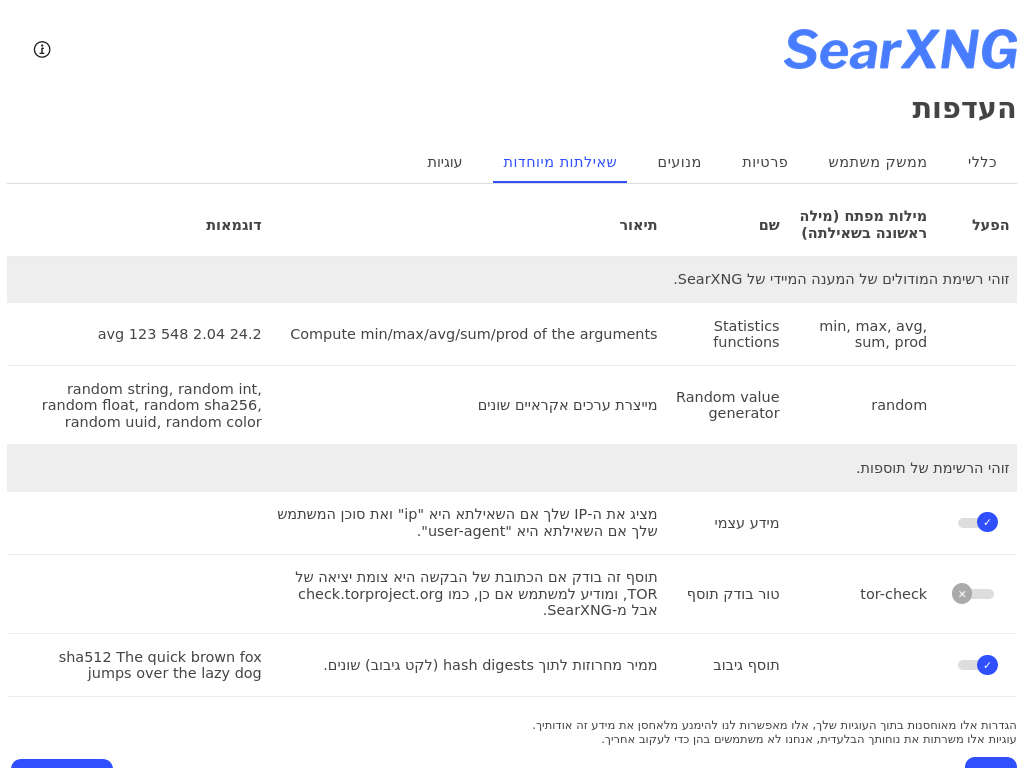 SearXNG
העדפות
כללי
ממשק משתמש
פרטיות
מנועים
שאילתות מיוחדות
עוגיות
הפעל
מילות מפתח (מילה
ראשונה בשאילתה)
שם
תיאור
דוגמאות
זוהי רשימת המודולים של המענה המיידי של SearXNG.
min, max, avg,
sum, prod
Statistics
functions
Compute min/max/avg/sum/prod of the arguments
avg 123 548 2.04 24.2
random
Random value
generator
מייצרת ערכים אקראיים שונים
random string, random int,
random float, random sha256,
random uuid, random color
זוהי הרשימת של תוספות.
מידע עצמי
מציג את ה-IP שלך אם השאילתא היא "ip" ואת סוכן המשתמש
שלך אם השאילתא היא "user-agent".
tor-check
טור בודק תוסף
תוסף זה בודק אם הכתובת של הבקשה היא צומת יציאה של
TOR, ומודיע למשתמש אם כן, כמו check.torproject.org
אבל מ-SearXNG.
תוסף גיבוב
ממיר מחרוזות לתוך hash digests (לקט גיבוב) שונים.
sha512 The quick brown fox
jumps over the lazy dog
הגדרות אלו מאוחסנות בתוך העוגיות שלך, אלו מאפשרות לנו להימנע מלאחסן את מידע זה אודותיך.
עוגיות אלו משרתות את נוחותך הבלעדית, אנחנו לא משתמשים בהן כדי לעקוב אחריך.